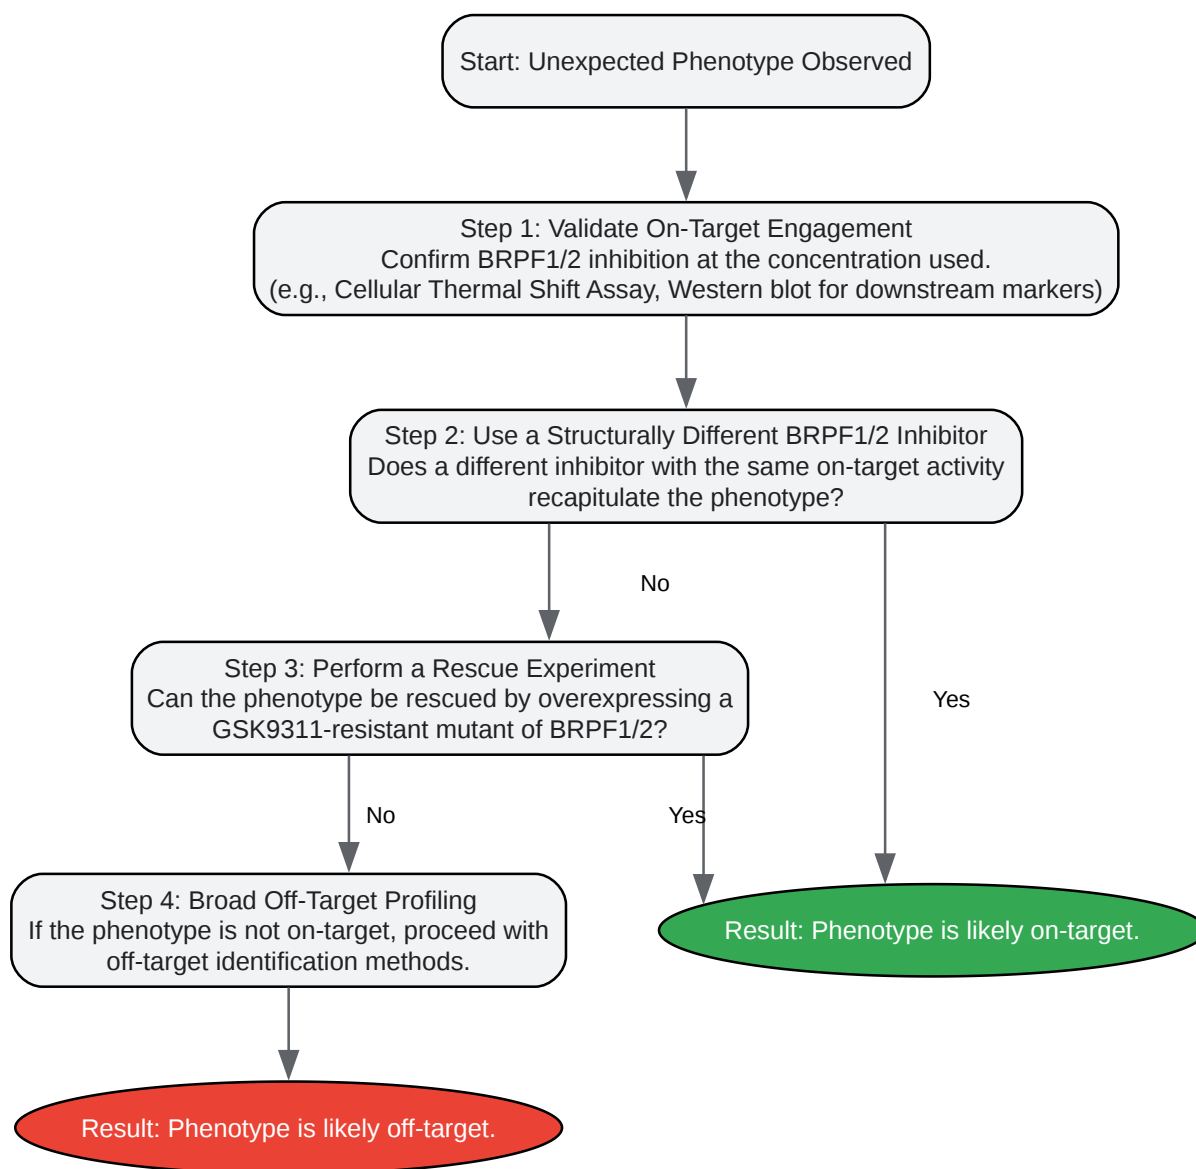 Start: Unexpected Phenotype Observed
Step 1: Validate On-Target Engagement
Confirm BRPF1/2 inhibition at the concentration used.
(e.g., Cellular Thermal Shift Assay, Western blot for downstream markers)
Step 2: Use a Structurally Different BRPF1/2 Inhibitor
Does a different inhibitor with the same on-target activity
recapitulate the phenotype?
No
Step 3: Perform a Rescue Experiment
Can the phenotype be rescued by overexpressing a
GSK9311-resistant mutant of BRPF1/2?
Yes
No
Yes
Step 4: Broad Off-Target Profiling
If the phenotype is not on-target, proceed with
off-target identification methods.
Result: Phenotype is likely on-target.
Result: Phenotype is likely off-target.